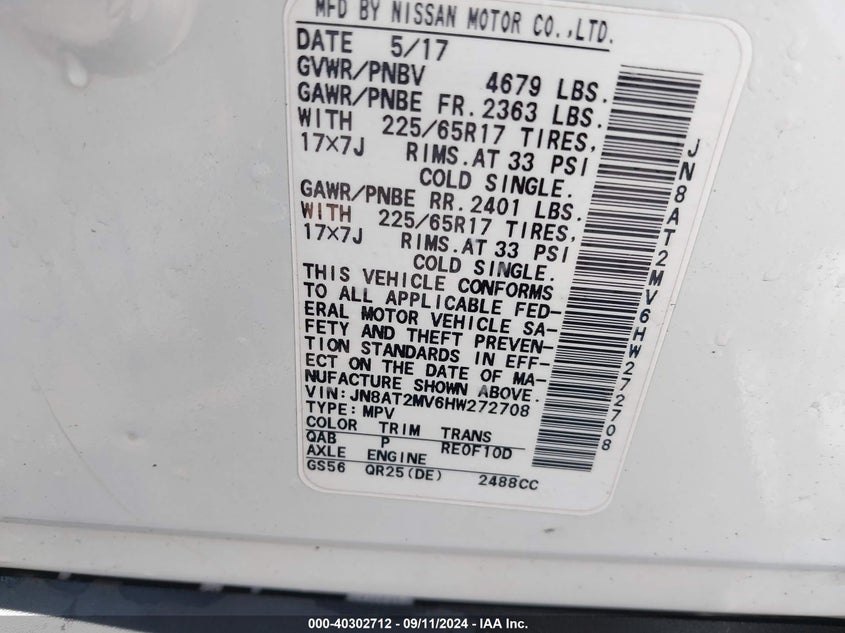 MFD BY NISSAN MOTOR CO.,LTD.
DATE 5/17
GVWR/PNBV 4679 LBS.
GAWR/PNBE FR. 2363 LBS.
WITH 225/65R17 TIRES,
17×7J RIMS.AT 33 PSI
COLD SINGLE.
GAWR/PNBE RR. 2401 LBS.
WITH 225/65R17 TIRES,
17×7J RIMS.AT 33 PSI
COLD SINGLE.
THIS VEHICLE CONFORMS
TO ALL APPLICABLE FED-
ERAL MOTOR VEHICLE SA-
FETY AND THEFT PREVEN-
TION STANDARDS IN EFF-
ECT ON THE DATE OF MA-
NUFACTURE SHOWN ABOVE.
VIN:JN8AT2MV6HW272708
TYPE:MPV
COLOR TRIM TRANS
QAB P RE0F10D
AXLE ENGINE
GS56 QR25(DE) 2488CC
JN8AT2MV6HW272708
000-40302712 - 09/11/2024 - IAA Inc.